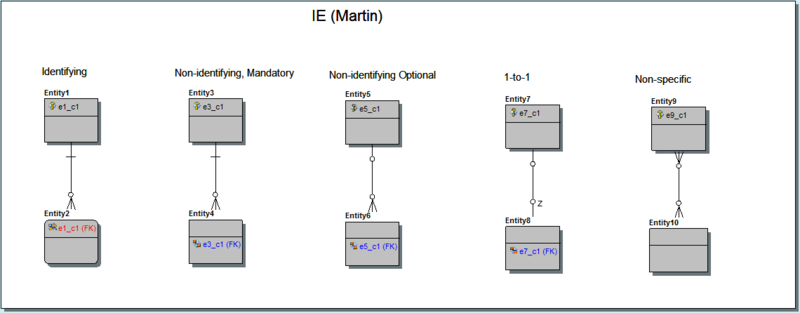 IE (Martin)
Identifying
Non-identifying, Mandatory
Non-identifying Optional
1-to-1
Non-specific
Entity1
Entity3
Entity5
Entity7
Entity9
e1_c1
e3_c1
e5_c1
e7_c1
e9_c1
Z
Entity2
Entity4
Entity6
Entity8
Entity10
e1_c1 (FK)
e3_c1 (FK)
e5_c1 (FK)
e7_c1 (FK)